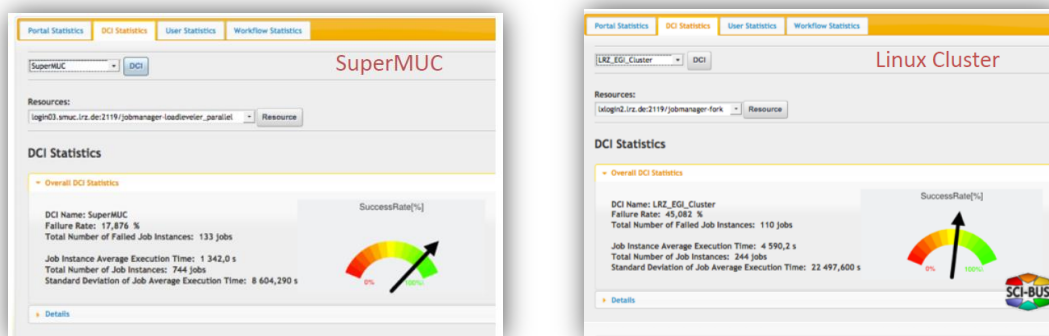 Portal Statistics DCI Statistics User Statistics Workflow Statistics
SuperMUC DCI SuperMUC
Resources:
login03.smuc.lrz.de:2119/jobmanager-loadleveler_parallel Resource
DCI Statistics
Overall DCI Statistics
SuccessRate[%]
DCI Name: SuperMUC
Failure Rate: 17,876 %
Total Number of Failed Job Instances: 133 jobs
Job Instance Average Execution Time: 1 342,0 s
Total Number of Job Instances: 744 jobs
Standard Deviation of Job Average Execution Time: 8 604,290 s
0% 100%
Details
Portal Statistics DCI Statistics User Statistics Workflow Statistics
LRZ_EGI_Cluster DCI Linux Cluster
Resources:
lxlogin2.lrz.de:2119/jobmanager-fork Resource
DCI Statistics
Overall DCI Statistics
SuccessRate[%]
DCI Name: LRZ_EGI_Cluster
Failure Rate: 45,082 %
Total Number of Failed Job Instances: 110 jobs
Job Instance Average Execution Time: 4 590,2 s
Total Number of Job Instances: 244 jobs
Standard Deviation of Job Average Execution Time: 22 497,600 s
0% 100%
SCI-BUS
Details